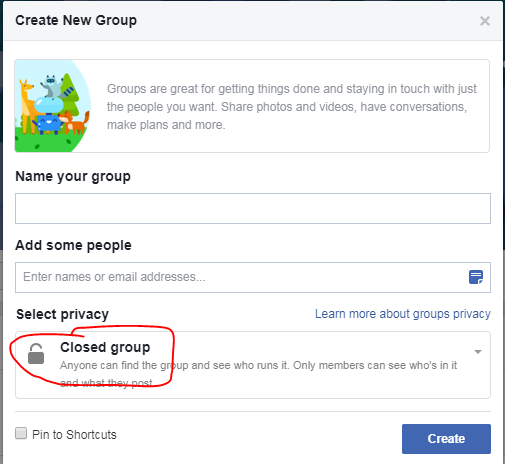 Create New Group
Groups are great for getting things done and staying in touch with just
the people you want. Share photos and videos, have conversations,
make plans and more.
Name your group
Add some people
Enter names or email addresses...
Select privacy
Learn more about groups privacy
Closed group
Anyone can find the group and see who runs it. Only members can see who's in it
and what they post.
Pin to Shortcuts
Create